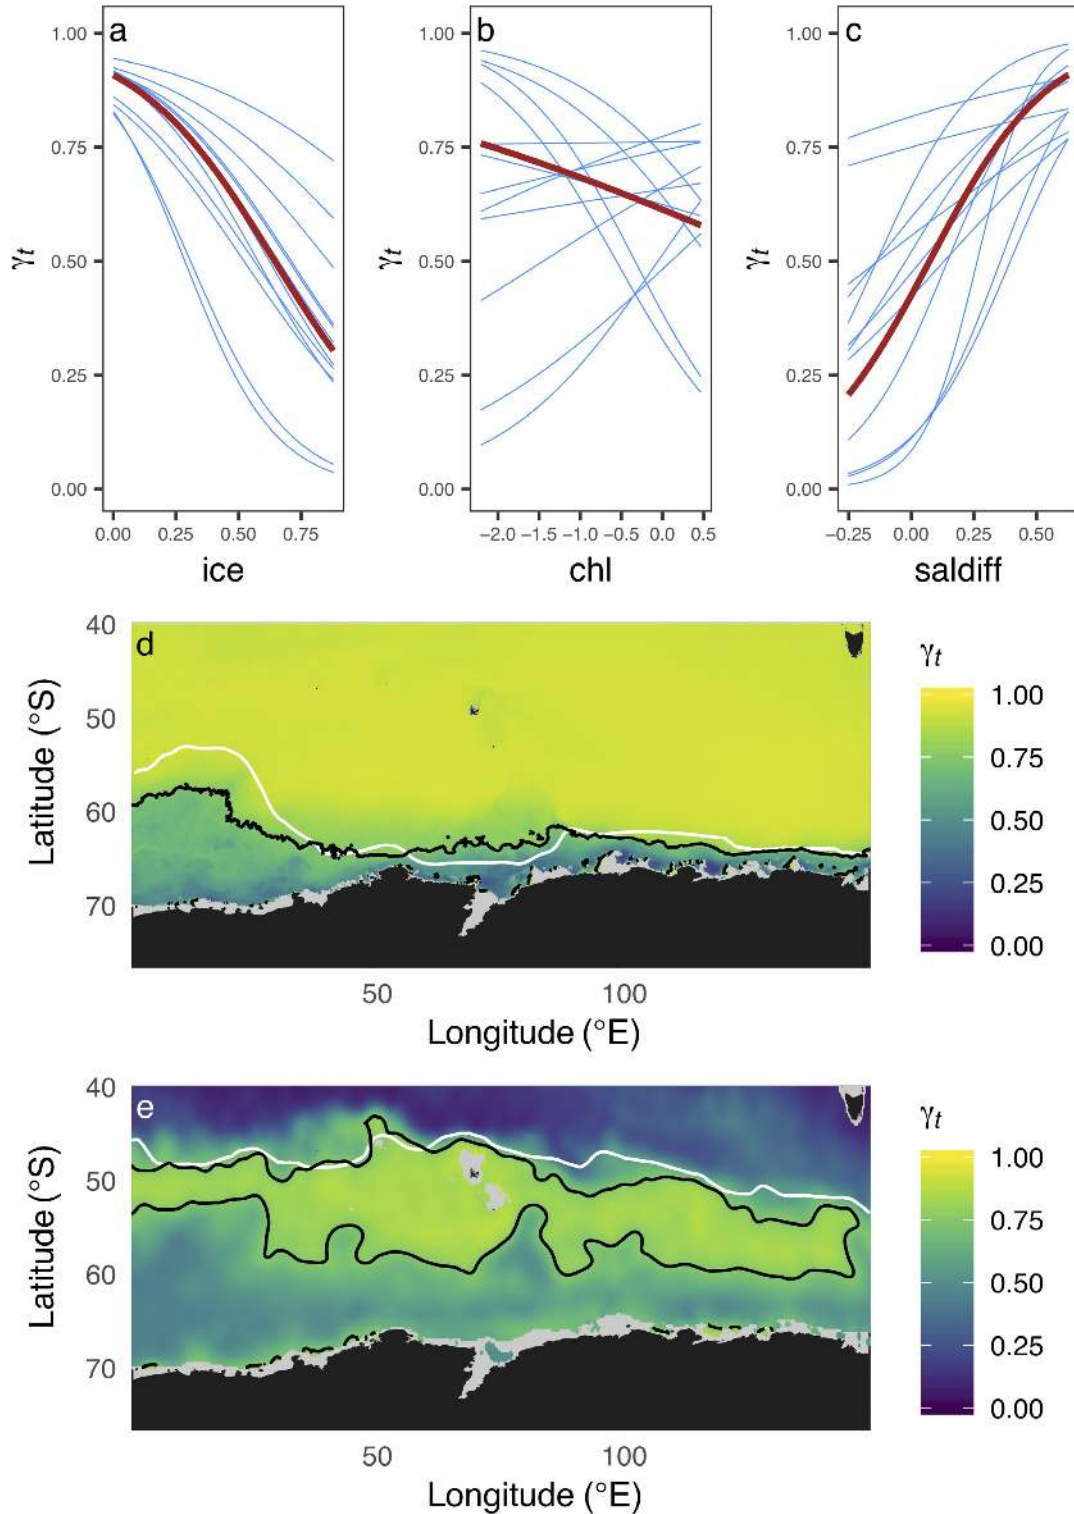 a
1.00
0.75
0.50
0.25
0.00
γt
0.00 0.25 0.50 0.75
ice
b
1.00
0.75
0.50
0.25
0.00
γt
−2.0 −1.5 −1.0 −0.5 0.0 0.5
chl
c
1.00
0.75
0.50
0.25
0.00
γt
−0.25 0.00 0.25 0.50
saldiff
d
40
50
60
70
Latitude (°S)
50 100
Longitude (°E)
γt
1.00
0.75
0.50
0.25
0.00
e
40
50
60
70
Latitude (°S)
50 100
Longitude (°E)
γt
1.00
0.75
0.50
0.25
0.00